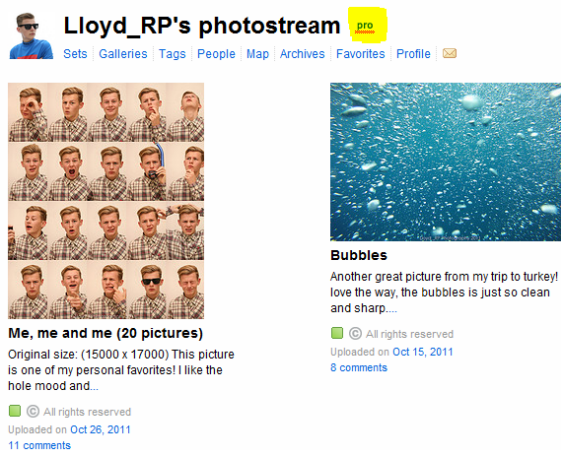 Lloyd_RP's photostream pro
Sets Galleries Tags People Map Archives Favorites Profile
Me, me and me (20 pictures)
Original size: (15000 x 17000) This picture
is one of my personal favorites! I like the
hole mood and...
© All rights reserved
Uploaded on Oct 26, 2011
11 comments
Bubbles
Another great picture from my trip to turkey!
love the way, the bubbles is just so clean
and sharp....
© All rights reserved
Uploaded on Oct 15, 2011
8 comments